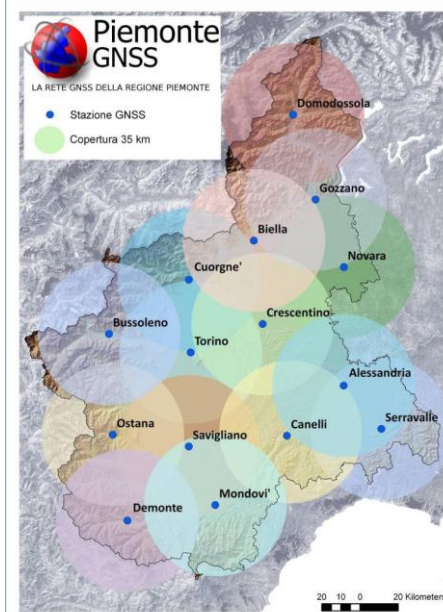 Piemonte
GNSS
LA RETE GNSS DELLA REGIONE PIEMONTE
Stazione GNSS
Copertura 35 km
Domodossola
Gozzano
Biella
Novara
Cuorgne'
Crescentino
Bussoleno
Torino
Alessandria
Serravalle
Ostana
Canelli
Savigliano
Mondovi'
Demonte
20 10 0 20 Kilometers